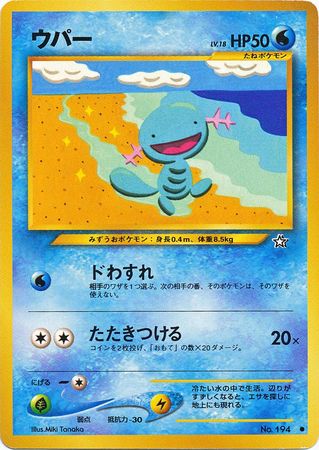 ウパー LV.18 HP50
たねポケモン
みずうおポケモン：身長0.4m、体重8.5kg
ドわすれ
相手のワザを1つ選ぶ。次の相手の番、そのポケモンは、そのワザを
使えない。
たたきつける 20×
コインを2枚投げ、「おもて」の数×20ダメージ。
にげる
弱点 抵抗力-30
冷たい水の中で生活。辺りが
すずしくなると、エサを探しに
地上にも現れる。
Illus.Miki Tanaka No. 194